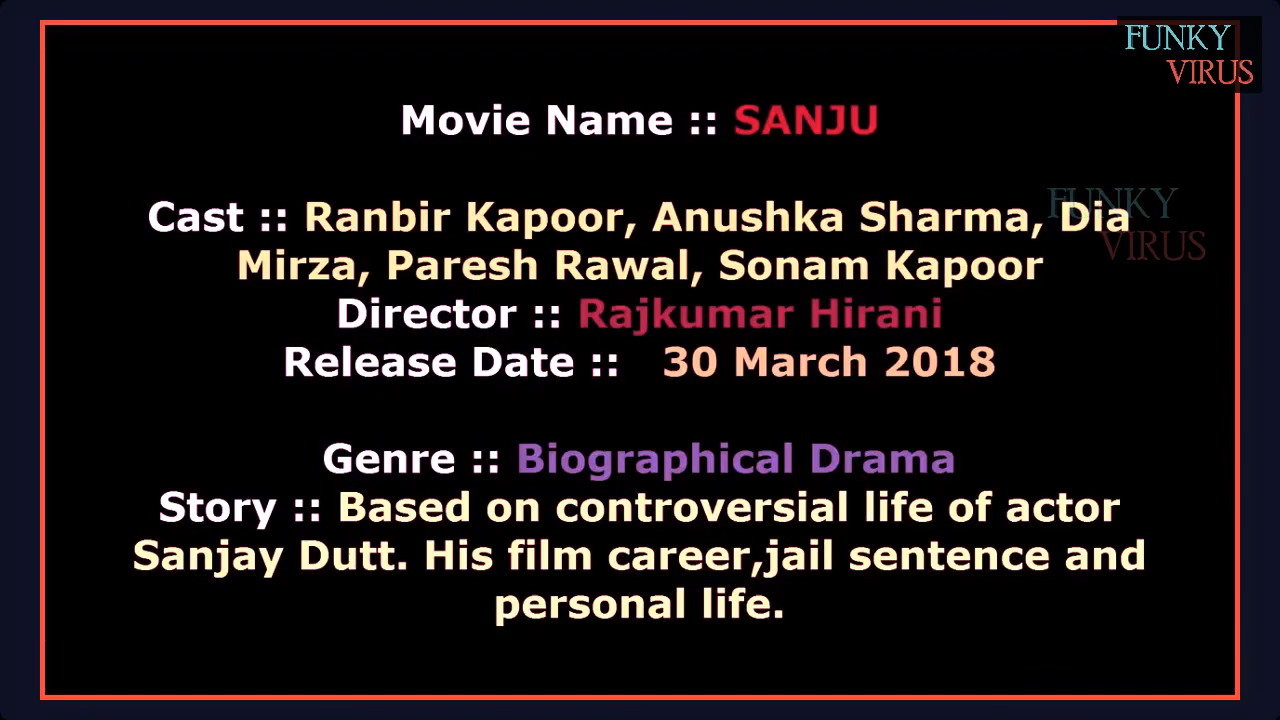 FUNKY
VIRUS
Movie Name :: SANJU
Cast :: Ranbir Kapoor, Anushka Sharma, Dia
Mirza, Paresh Rawal, Sonam Kapoor
FUNKY
VIRUS
Director :: Rajkumar Hirani
Release Date :: 30 March 2018
Genre :: Biographical Drama
Story :: Based on controversial life of actor
Sanjay Dutt. His film career,jail sentence and
personal life.